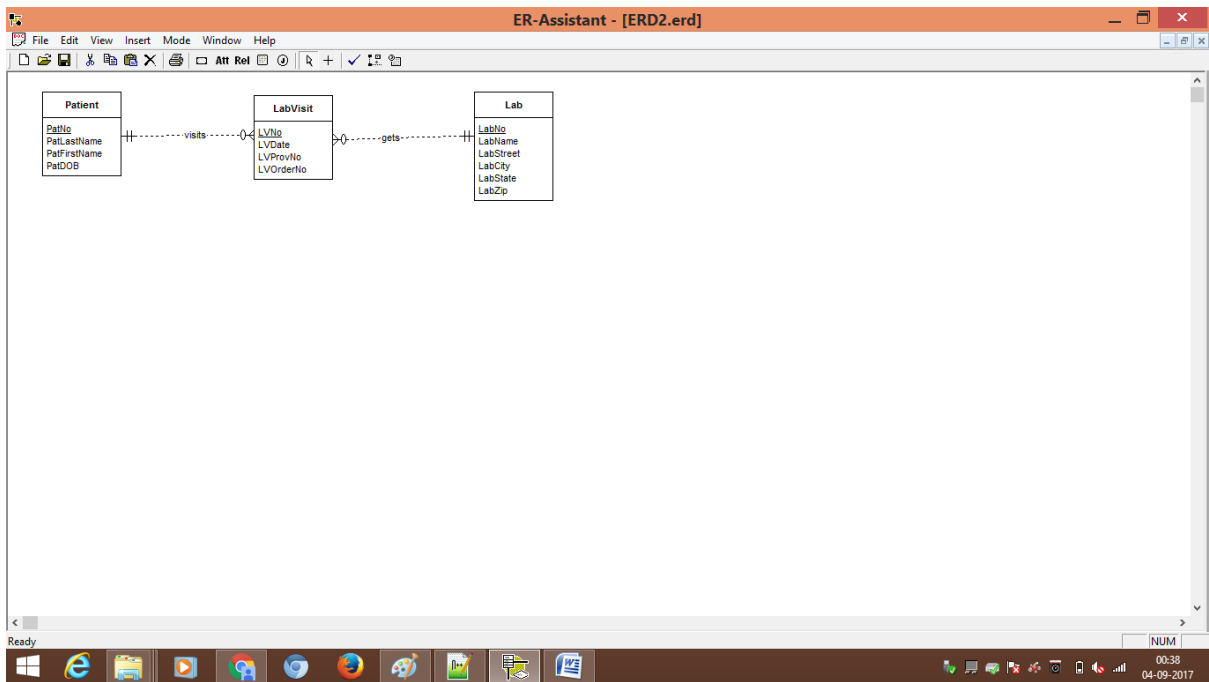 ER-Assistant - [ERD2.erd]
File Edit View Insert Mode Window Help
Att Rel
Patient
PatNo
PatLastName
PatFirstName
PatDOB
visits
LabVisit
LVNo
LVDate
LVProvNo
LVOrderNo
gets
Lab
LabNo
LabName
LabStreet
LabCity
LabState
LabZip
Ready
NUM
00:38
04-09-2017